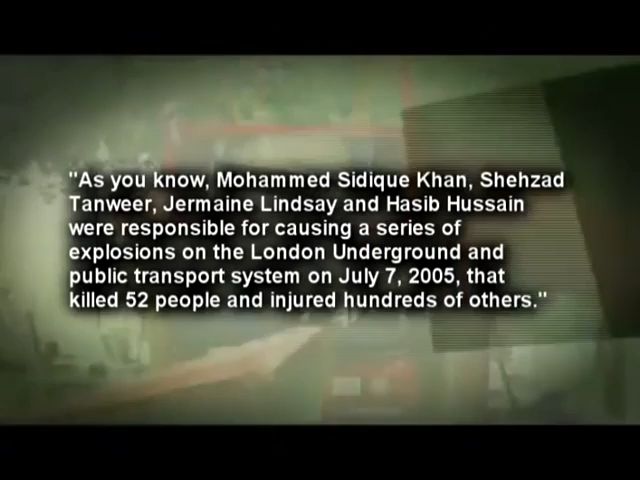 "As you know, Mohammed Sidique Khan, Shehzad
Tanweer, Jermaine Lindsay and Hasib Hussain
were responsible for causing a series of
explosions on the London Underground and
public transport system on July 7, 2005, that
killed 52 people and injured hundreds of others."